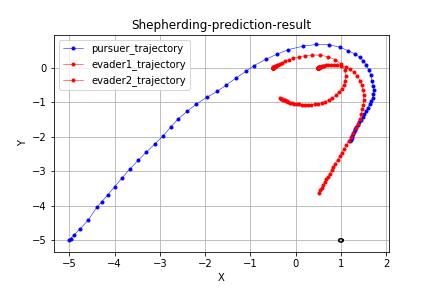 Shepherding-prediction-result
pursuer_trajectory
evader1_trajectory
evader2_trajectory
Y
0
−1
−2
−3
−4
−5
−5 −4 −3 −2 −1 0 1 2
X